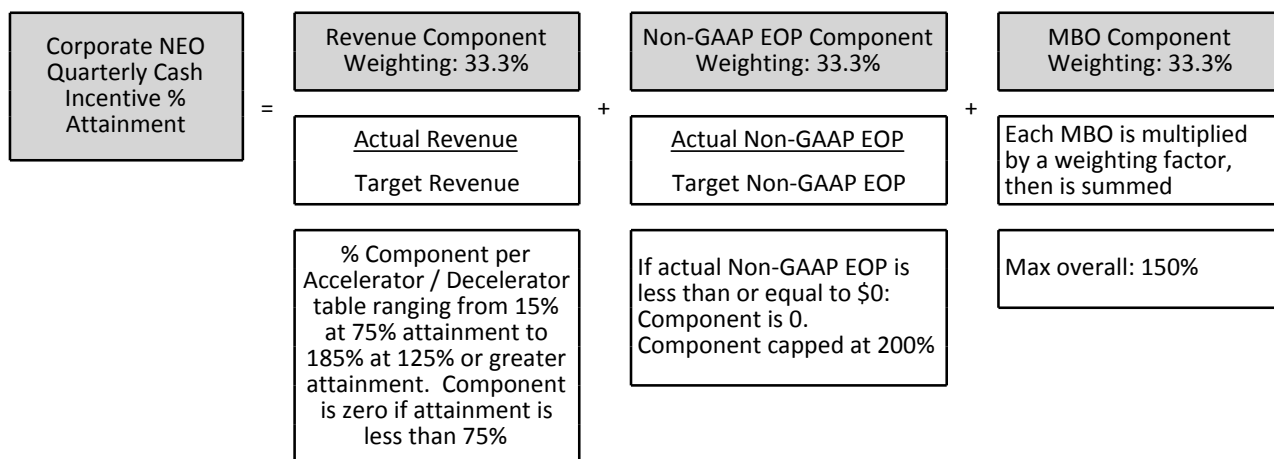 Corporate NEO
Quarterly Cash
Incentive %
Attainment
=
Revenue Component
Weighting: 33.3%
Actual Revenue
Target Revenue
% Component per
Accelerator / Decelerator
table ranging from 15%
at 75% attainment to
185% at 125% or greater
attainment. Component
is zero if attainment is
less than 75%
+
Non-GAAP EOP Component
Weighting: 33.3%
Actual Non-GAAP EOP
Target Non-GAAP EOP
If actual Non-GAAP EOP is
less than or equal to $0:
Component is 0.
Component capped at 200%
+
MBO Component
Weighting: 33.3%
Each MBO is multiplied
by a weighting factor,
then is summed
Max overall: 150%